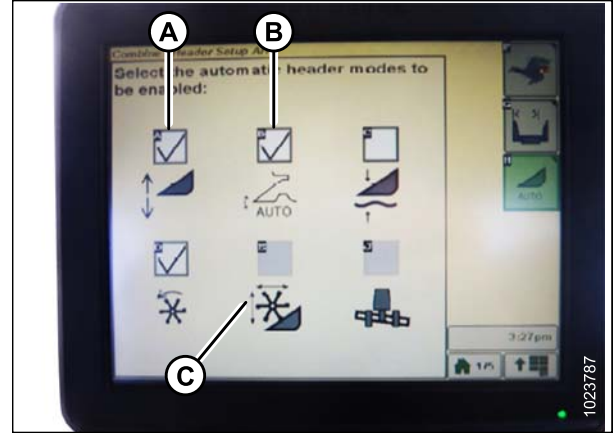 A
B
Combine Header Setup
Select the automatic header modes to
be enabled:
AUTO
AUTO
C
3:27pm
1/5
1023787